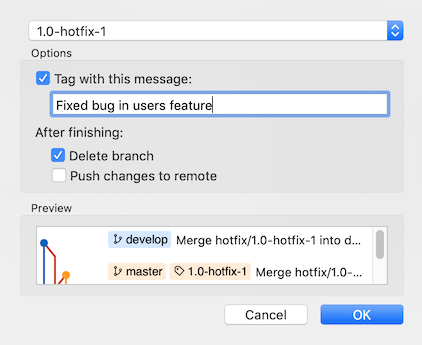 1.0-hotfix-1
Options
Tag with this message:
Fixed bug in users feature
After finishing:
Delete branch
Push changes to remote
Preview
develop Merge hotfix/1.0-hotfix-1 into d...
master 1.0-hotfix-1 Merge hotfix/1.0-...
Cancel OK